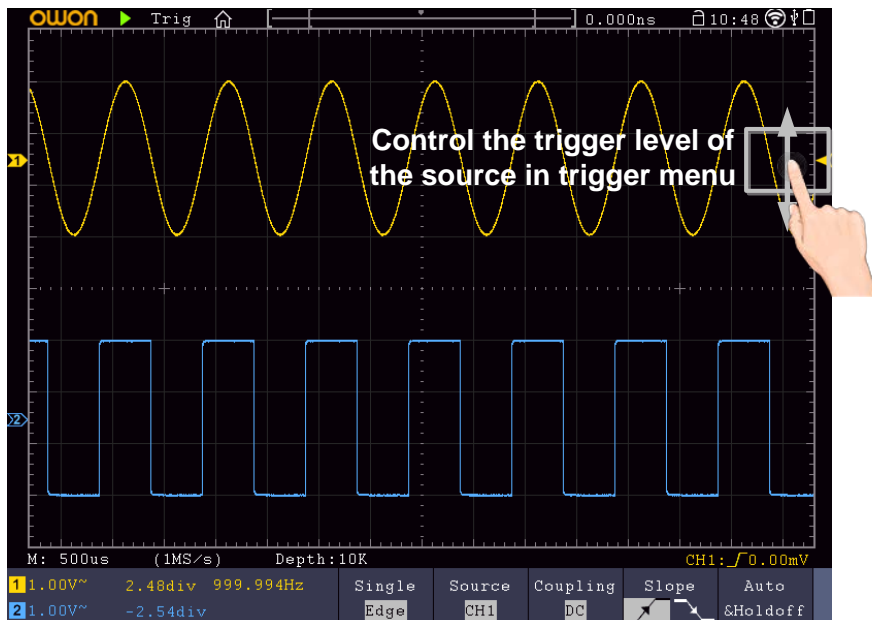 OWON Trig 0.000ns 10:48
Control the trigger level of
the source in trigger menu
1
2
M: 500us (1MS/s) Depth:10K CH1: 0.00mV
1 1.00V~ 2.48div 999.994Hz Single Source Coupling Slope Auto
2 1.00V~ -2.54div Edge CH1 DC &Holdoff